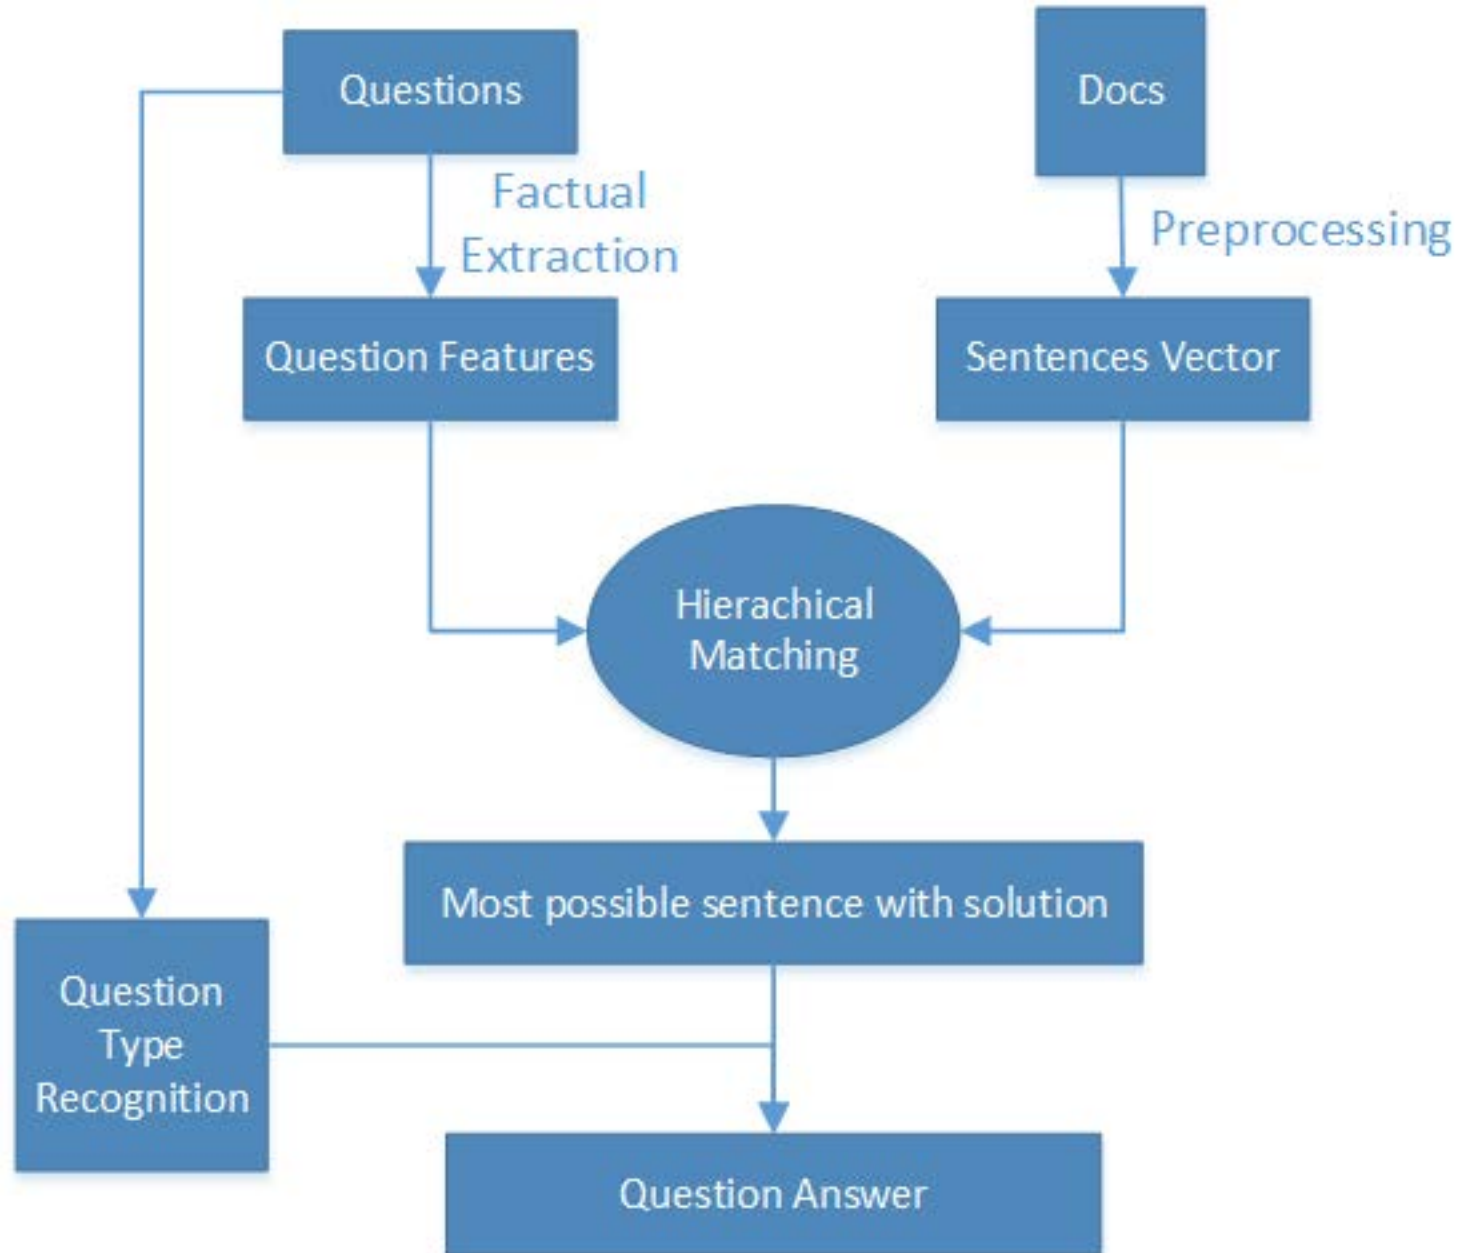 Questions
Docs
Factual
Extraction
Preprocessing
Question Features
Sentences Vector
Hierachical
Matching
Most possible sentence with solution
Question
Type
Recognition
Question Answer